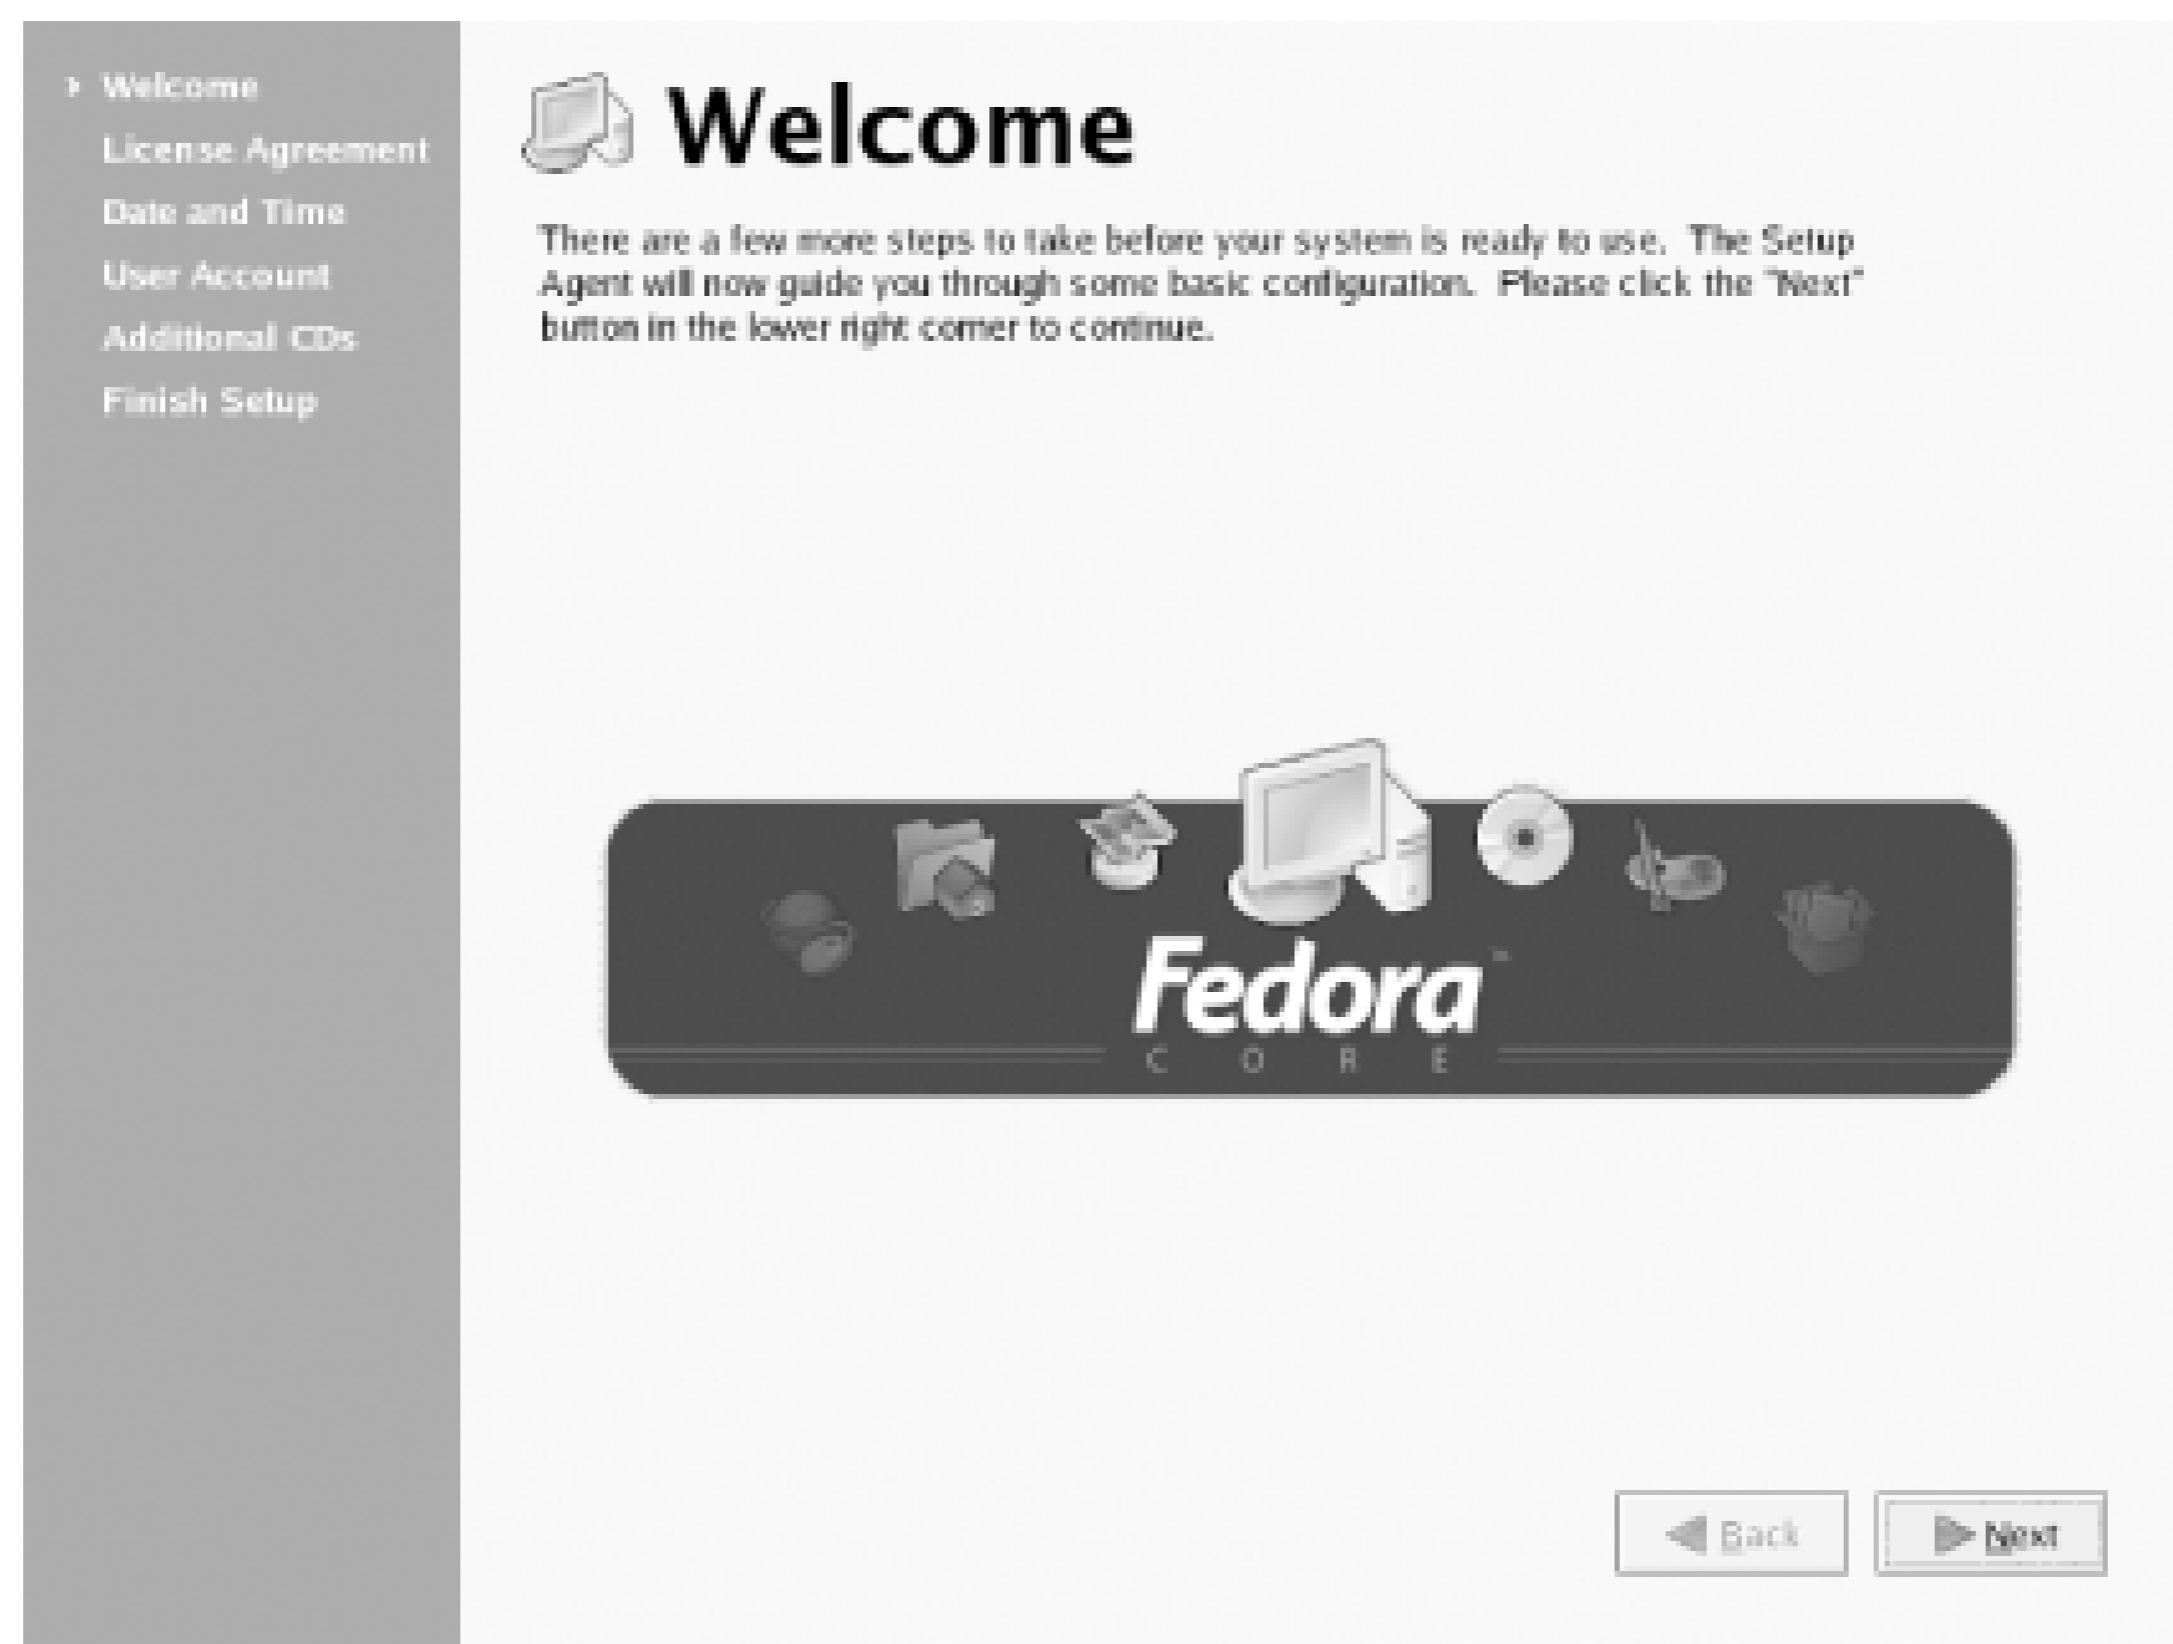 Welcome
License Agreement
Date and Time
User Account
Additional CDs
Finish Setup
Welcome
There are a few more steps to take before your system is ready to use.  The Setup
Agent will now guide you through some basic configuration.  Please click the "Next"
button in the lower right corner to continue.
Fedora™
CORE
Back
Next